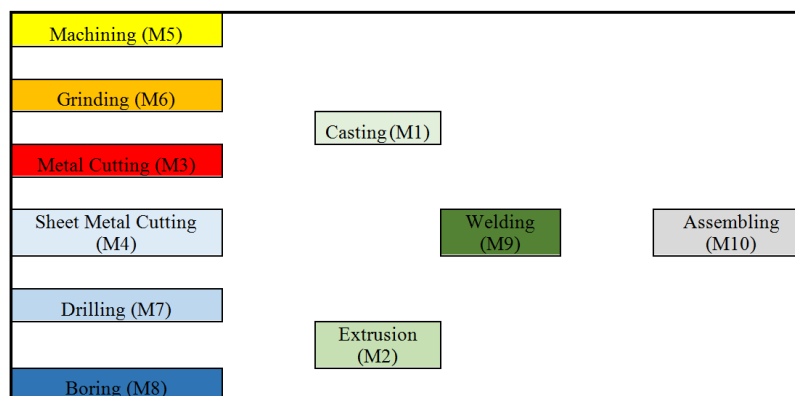 Machining (M5)
Grinding (M6)
Casting (M1)
Metal Cutting (M3)
Sheet Metal Cutting
(M4)
Welding
(M9)
Assembling
(M10)
Drilling (M7)
Extrusion
(M2)
Boring (M8)